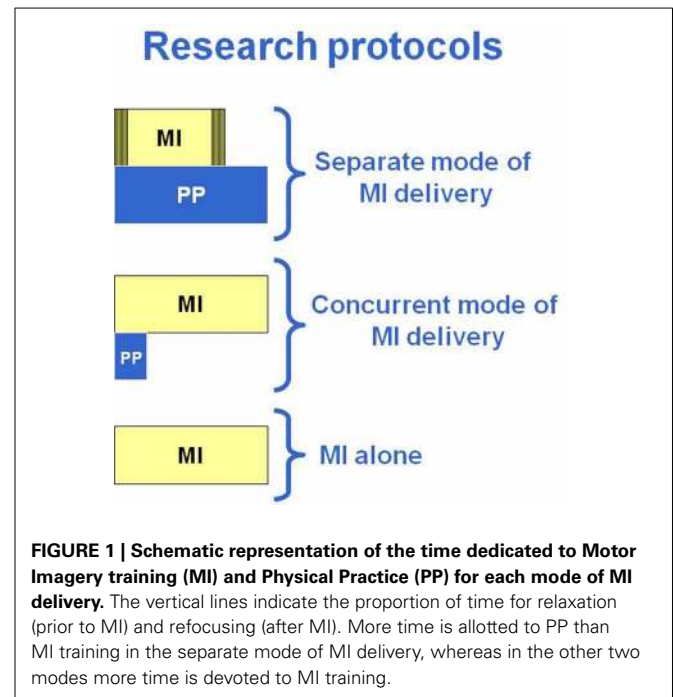 Research protocols
MI
PP
Separate mode of
MI delivery
MI
PP
Concurrent mode of
MI delivery
MI
MI alone
FIGURE 1 | Schematic representation of the time dedicated to Motor
Imagery training (MI) and Physical Practice (PP) for each mode of MI
delivery. The vertical lines indicate the proportion of time for relaxation
(prior to MI) and refocusing (after MI). More time is allotted to PP than
MI training in the separate mode of MI delivery, whereas in the other two
modes more time is devoted to MI training.